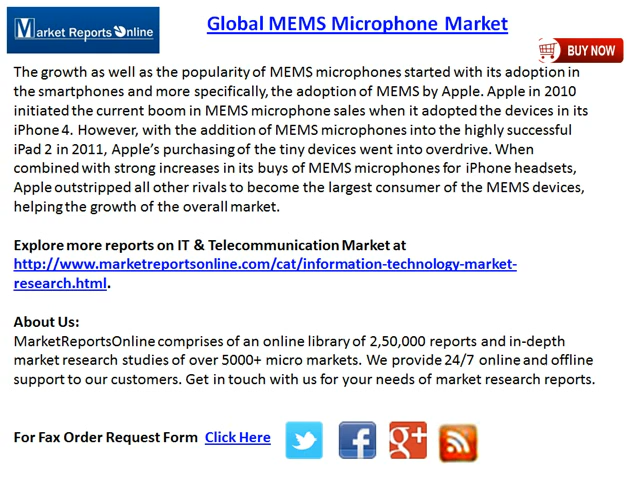 Market Reports Online
Global MEMS Microphone Market
BUY NOW
The growth as well as the popularity of MEMS microphones started with its adoption in
the smartphones and more specifically, the adoption of MEMS by Apple. Apple in 2010
initiated the current boom in MEMS microphone sales when it adopted the devices in its
iPhone 4. However, with the addition of MEMS microphones into the highly successful
iPad 2 in 2011, Apple’s purchasing of the tiny devices went into overdrive. When
combined with strong increases in its buys of MEMS microphones for iPhone headsets,
Apple outstripped all other rivals to become the largest consumer of the MEMS devices,
helping the growth of the overall market.
Explore more reports on IT & Telecommunication Market at
http://www.marketreportsonline.com/cat/information-technology-market-
research.html.
About Us:
MarketReportsOnline comprises of an online library of 2,50,000 reports and in-depth
market research studies of over 5000+ micro markets. We provide 24/7 online and offline
support to our customers. Get in touch with us for your needs of market research reports.
For Fax Order Request Form Click Here
f
g+